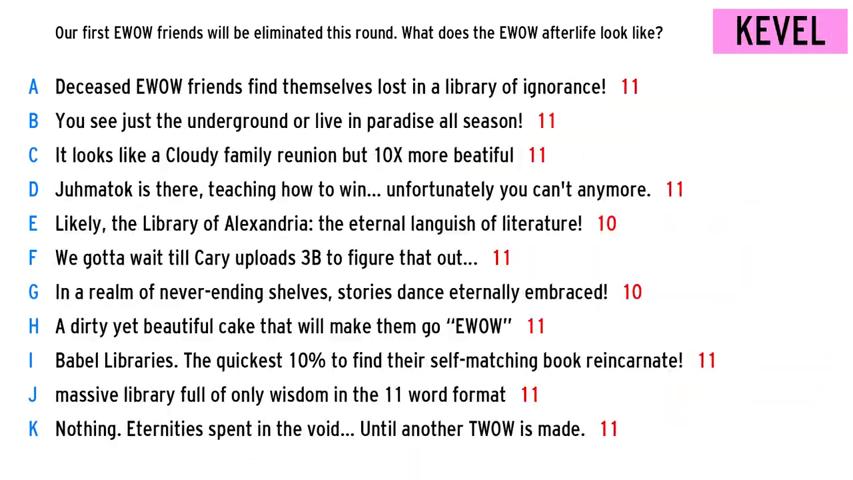 Our first EWOW friends will be eliminated this round. What does the EWOW afterlife look like?
KEVEL
A Deceased EWOW friends find themselves lost in a library of ignorance! 11
B You see just the underground or live in paradise all season! 11
C It looks like a Cloudy family reunion but 10X more beatiful 11
D Juhmatok is there, teaching how to win... unfortunately you can't anymore. 11
E Likely, the Library of Alexandria: the eternal languish of literature! 10
F We gotta wait till Cary uploads 3B to figure that out... 11
G In a realm of never-ending shelves, stories dance eternally embraced! 10
H A dirty yet beautiful cake that will make them go “EWOW” 11
I Babel Libraries. The quickest 10% to find their self-matching book reincarnate! 11
J massive library full of only wisdom in the 11 word format 11
K Nothing. Eternities spent in the void... Until another TWOW is made. 11